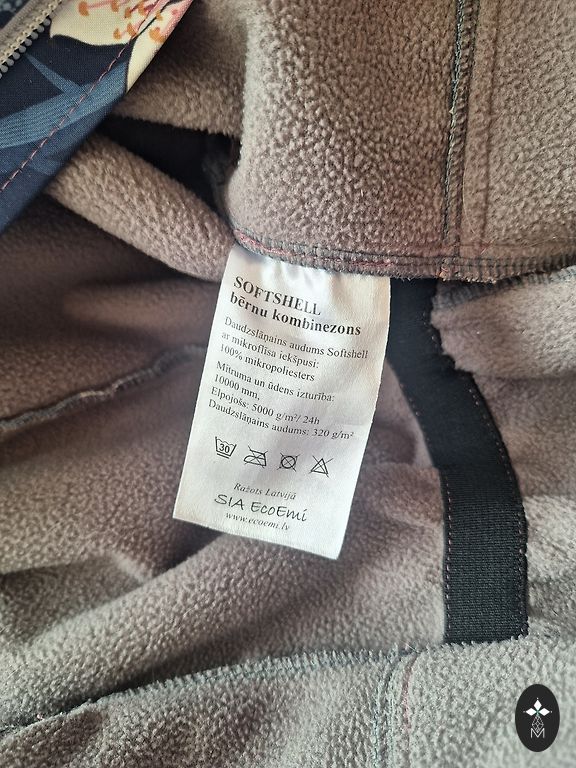 SOFTSHELL
bērnu kombinezons
Daudzslāņains audums Softshell
ar mikroflīsa iekšpusi:
100% mikropoliesters
Mitruma un ūdens izturība:
10000 mm,
Elpojošs: 5000 g/m²/ 24h
Daudzslāņains audums: 320 g/m²
30
Ražots Latvijā
SIA EcoEmi
www.ecoemi.lv
M